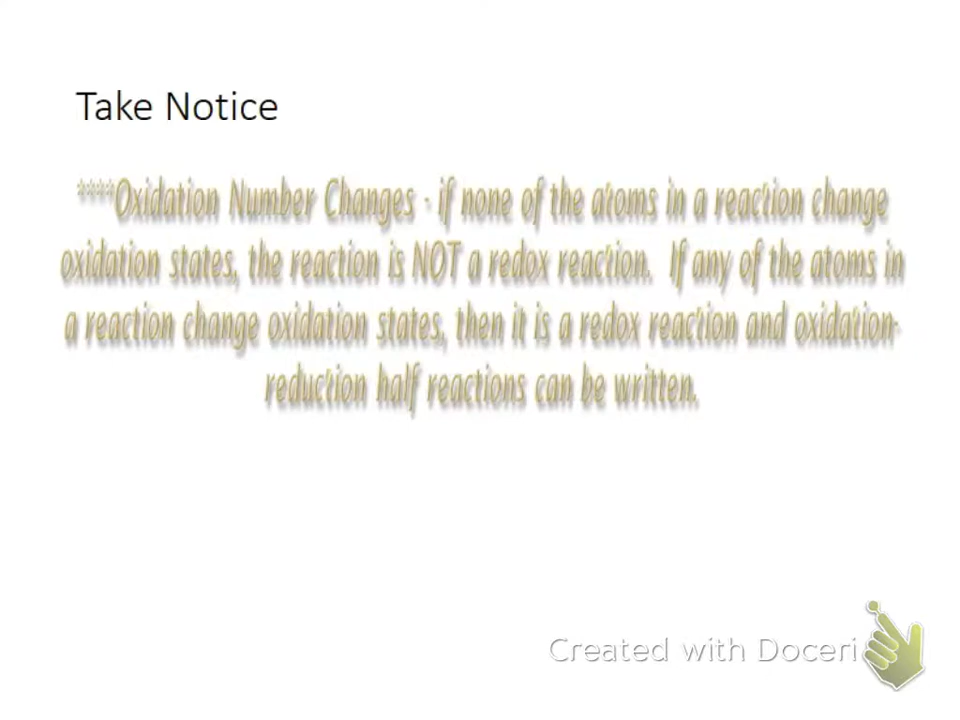 Take Notice
****Oxidation Number Changes - if none of the atoms in a reaction change
oxidation states, the reaction is NOT a redox reaction.  If any of the atoms in
a reaction change oxidation states, then it is a redox reaction and oxidation-
reduction half reactions can be written.
Created with Doceri